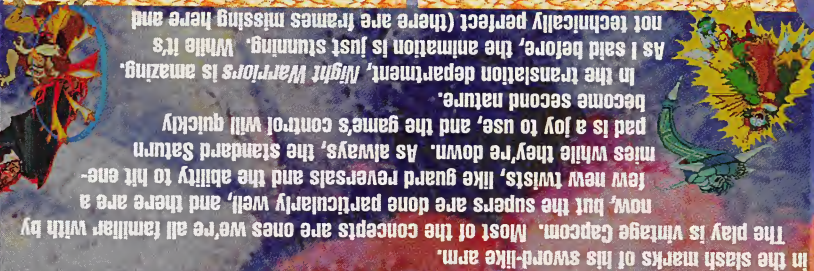 in the slash marks of his sword-like arm.
The play is vintage Capcom. Most of the concepts are ones we're all familiar with by
now, but the supers are done particularly well, and there are a
few new twists, like guard reversals and the ability to hit ene-
mies while they're down. As always, the standard Saturn
pad is a joy to use, and the game's control will quickly
become second nature.
In the translation department, Night Warriors is amazing.
As I said before, the animation is just stunning. While it's
not technically perfect (there are frames missing here and